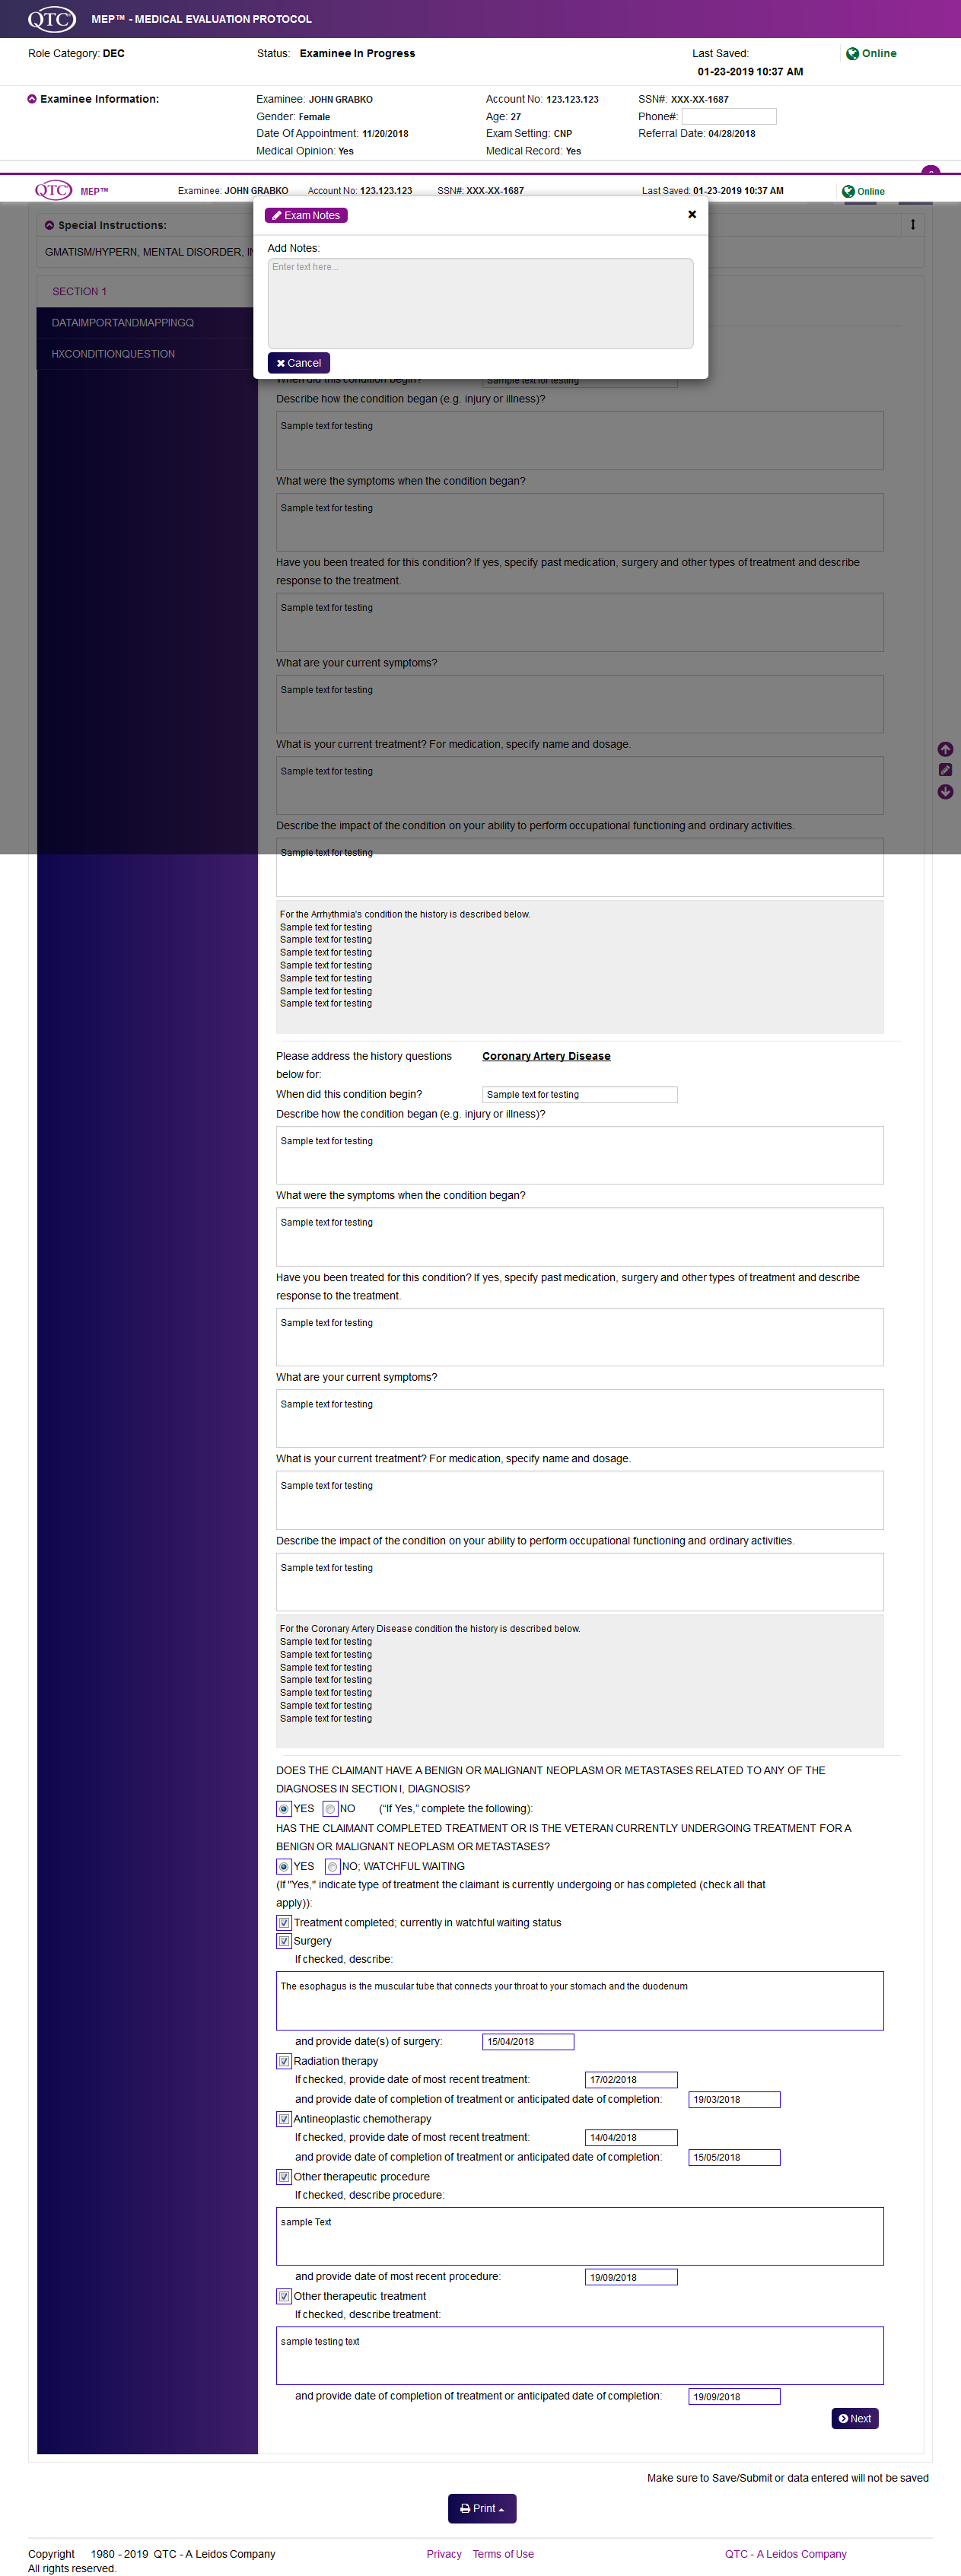 QTC MEP™ - MEDICAL EVALUATION PROTOCOL
Role Category: DEC Status: Examinee In Progress Last Saved: Online
01-23-2019 10:37 AM
Examinee Information: Examinee: JOHN GRABKO Account No: 123.123.123 SSN#: XXX-XX-1687
Gender: Female Age: 27 Phone#:
Date Of Appointment: 11/20/2018 Exam Setting: CNP Referral Date: 04/28/2018
Medical Opinion: Yes Medical Record: Yes
QTC MEP™ Examinee: JOHN GRABKO Account No: 123.123.123 SSN#: XXX-XX-1687 Last Saved: 01-23-2019 10:37 AM Online
Exam Notes
Special Instructions:
Add Notes:
GMATISM/HYPERN, MENTAL DISORDER,
Enter text here...
SECTION 1
DATAIMPORTANDMAPPINGQ
HXCONDITIONQUESTION
Cancel
When did this condition begin? Sample text for testing
Describe how the condition began (e.g. injury or illness)?
Sample text for testing
What were the symptoms when the condition began?
Sample text for testing
Have you been treated for this condition? If yes, specify past medication, surgery and other types of treatment and describe
response to the treatment.
Sample text for testing
What are your current symptoms?
Sample text for testing
What is your current treatment? For medication, specify name and dosage.
Sample text for testing
Describe the impact of the condition on your ability to perform occupational functioning and ordinary activities.
Sample text for testing
For the Arrhythmia's condition the history is described below.
Sample text for testing
Sample text for testing
Sample text for testing
Sample text for testing
Sample text for testing
Sample text for testing
Sample text for testing
Please address the history questions Coronary Artery Disease
below for:
When did this condition begin? Sample text for testing
Describe how the condition began (e.g. injury or illness)?
Sample text for testing
What were the symptoms when the condition began?
Sample text for testing
Have you been treated for this condition? If yes, specify past medication, surgery and other types of treatment and describe
response to the treatment.
Sample text for testing
What are your current symptoms?
Sample text for testing
What is your current treatment? For medication, specify name and dosage.
Sample text for testing
Describe the impact of the condition on your ability to perform occupational functioning and ordinary activities.
Sample text for testing
For the Coronary Artery Disease condition the history is described below.
Sample text for testing
Sample text for testing
Sample text for testing
Sample text for testing
Sample text for testing
Sample text for testing
Sample text for testing
DOES THE CLAIMANT HAVE A BENIGN OR MALIGNANT NEOPLASM OR METASTASES RELATED TO ANY OF THE
DIAGNOSES IN SECTION I, DIAGNOSIS?
YES NO ("If Yes," complete the following):
HAS THE CLAIMANT COMPLETED TREATMENT OR IS THE VETERAN CURRENTLY UNDERGOING TREATMENT FOR A
BENIGN OR MALIGNANT NEOPLASM OR METASTASES?
YES NO; WATCHFUL WAITING
(If "Yes," indicate type of treatment the claimant is currently undergoing or has completed (check all that
apply)):
Treatment completed; currently in watchful waiting status
Surgery
If checked, describe:
The esophagus is the muscular tube that connects your throat to your stomach and the duodenum
and provide date(s) of surgery: 15/04/2018
Radiation therapy
If checked, provide date of most recent treatment: 17/02/2018
and provide date of completion of treatment or anticipated date of completion: 19/03/2018
Antineoplastic chemotherapy
If checked, provide date of most recent treatment: 14/04/2018
and provide date of completion of treatment or anticipated date of completion: 15/05/2018
Other therapeutic procedure
If checked, describe procedure:
sample Text
and provide date of most recent procedure: 19/09/2018
Other therapeutic treatment
If checked, describe treatment:
sample testing text
and provide date of completion of treatment or anticipated date of completion: 19/09/2018
Next
Make sure to Save/Submit or data entered will not be saved
Print
Copyright 1980 - 2019 QTC - A Leidos Company Privacy Terms of Use QTC - A Leidos Company
All rights reserved.